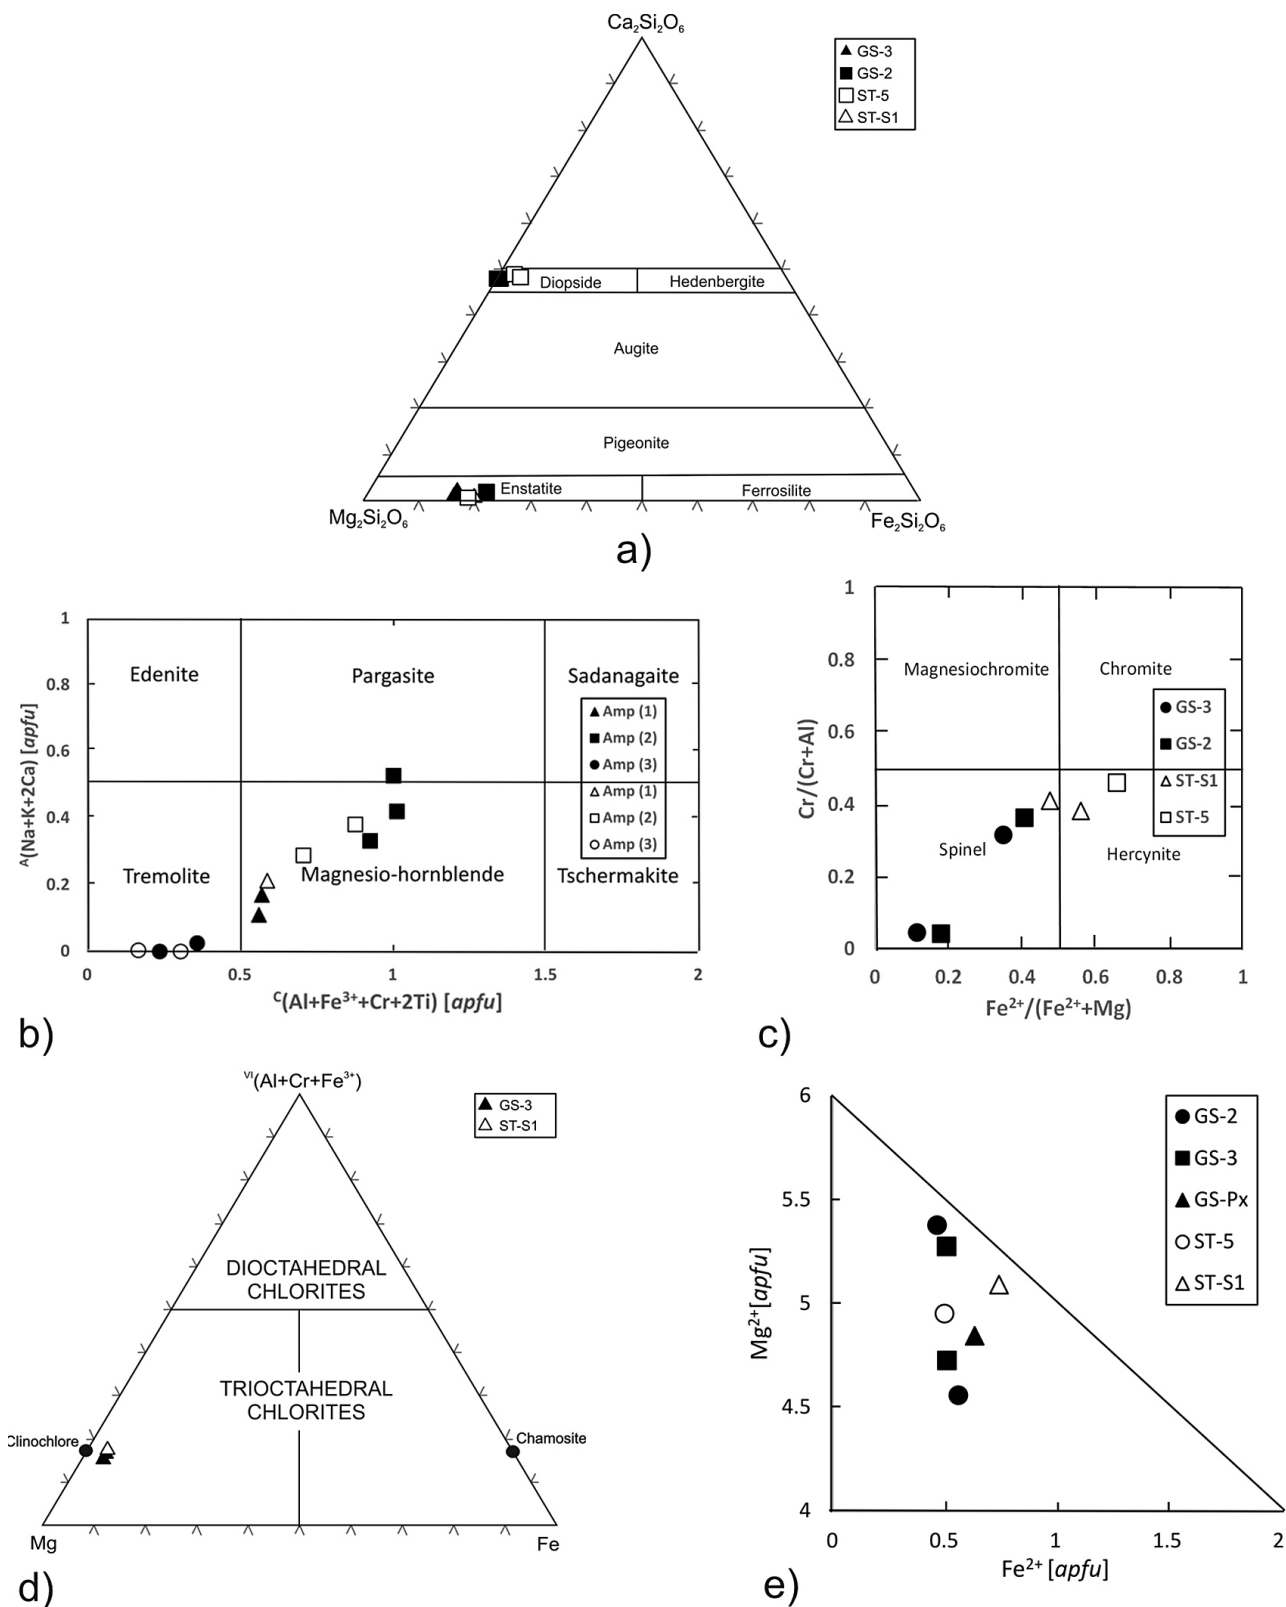 Ca₂Si₂O₆
GS-3
GS-2
ST-5
ST-S1
Diopside
Hedenbergite
Augite
Pigeonite
Enstatite
Ferrosilite
Mg₂Si₂O₆
Fe₂Si₂O₆
a)
1
0.8
0.6
0.4
0.2
0
ᴬ(Na+K+2Ca) [apfu]
Edenite
Pargasite
Sadanagaite
Amp (1)
Amp (2)
Amp (3)
Amp (1)
Amp (2)
Amp (3)
Tremolite
Magnesio-hornblende
Tschermakite
0
0.5
1
1.5
2
ᶜ(Al+Fe³⁺+Cr+2Ti) [apfu]
b)
1
0.8
0.6
0.4
0.2
0
Cr/(Cr+Al)
Magnesiochromite
Chromite
GS-3
GS-2
ST-S1
ST-5
Spinel
Hercynite
0
0.2
0.4
0.6
0.8
1
Fe²⁺/(Fe²⁺+Mg)
c)
ⱽᴵ(Al+Cr+Fe³⁺)
GS-3
ST-S1
DIOCTAHEDRAL
CHLORITES
TRIOCTAHEDRAL
CHLORITES
Clinochlore
Chamosite
Mg
Fe
d)
6
5.5
5
4.5
4
Mg²⁺[apfu]
GS-2
GS-3
GS-Px
ST-5
ST-S1
0
0.5
1
1.5
2
Fe²⁺ [apfu]
e)